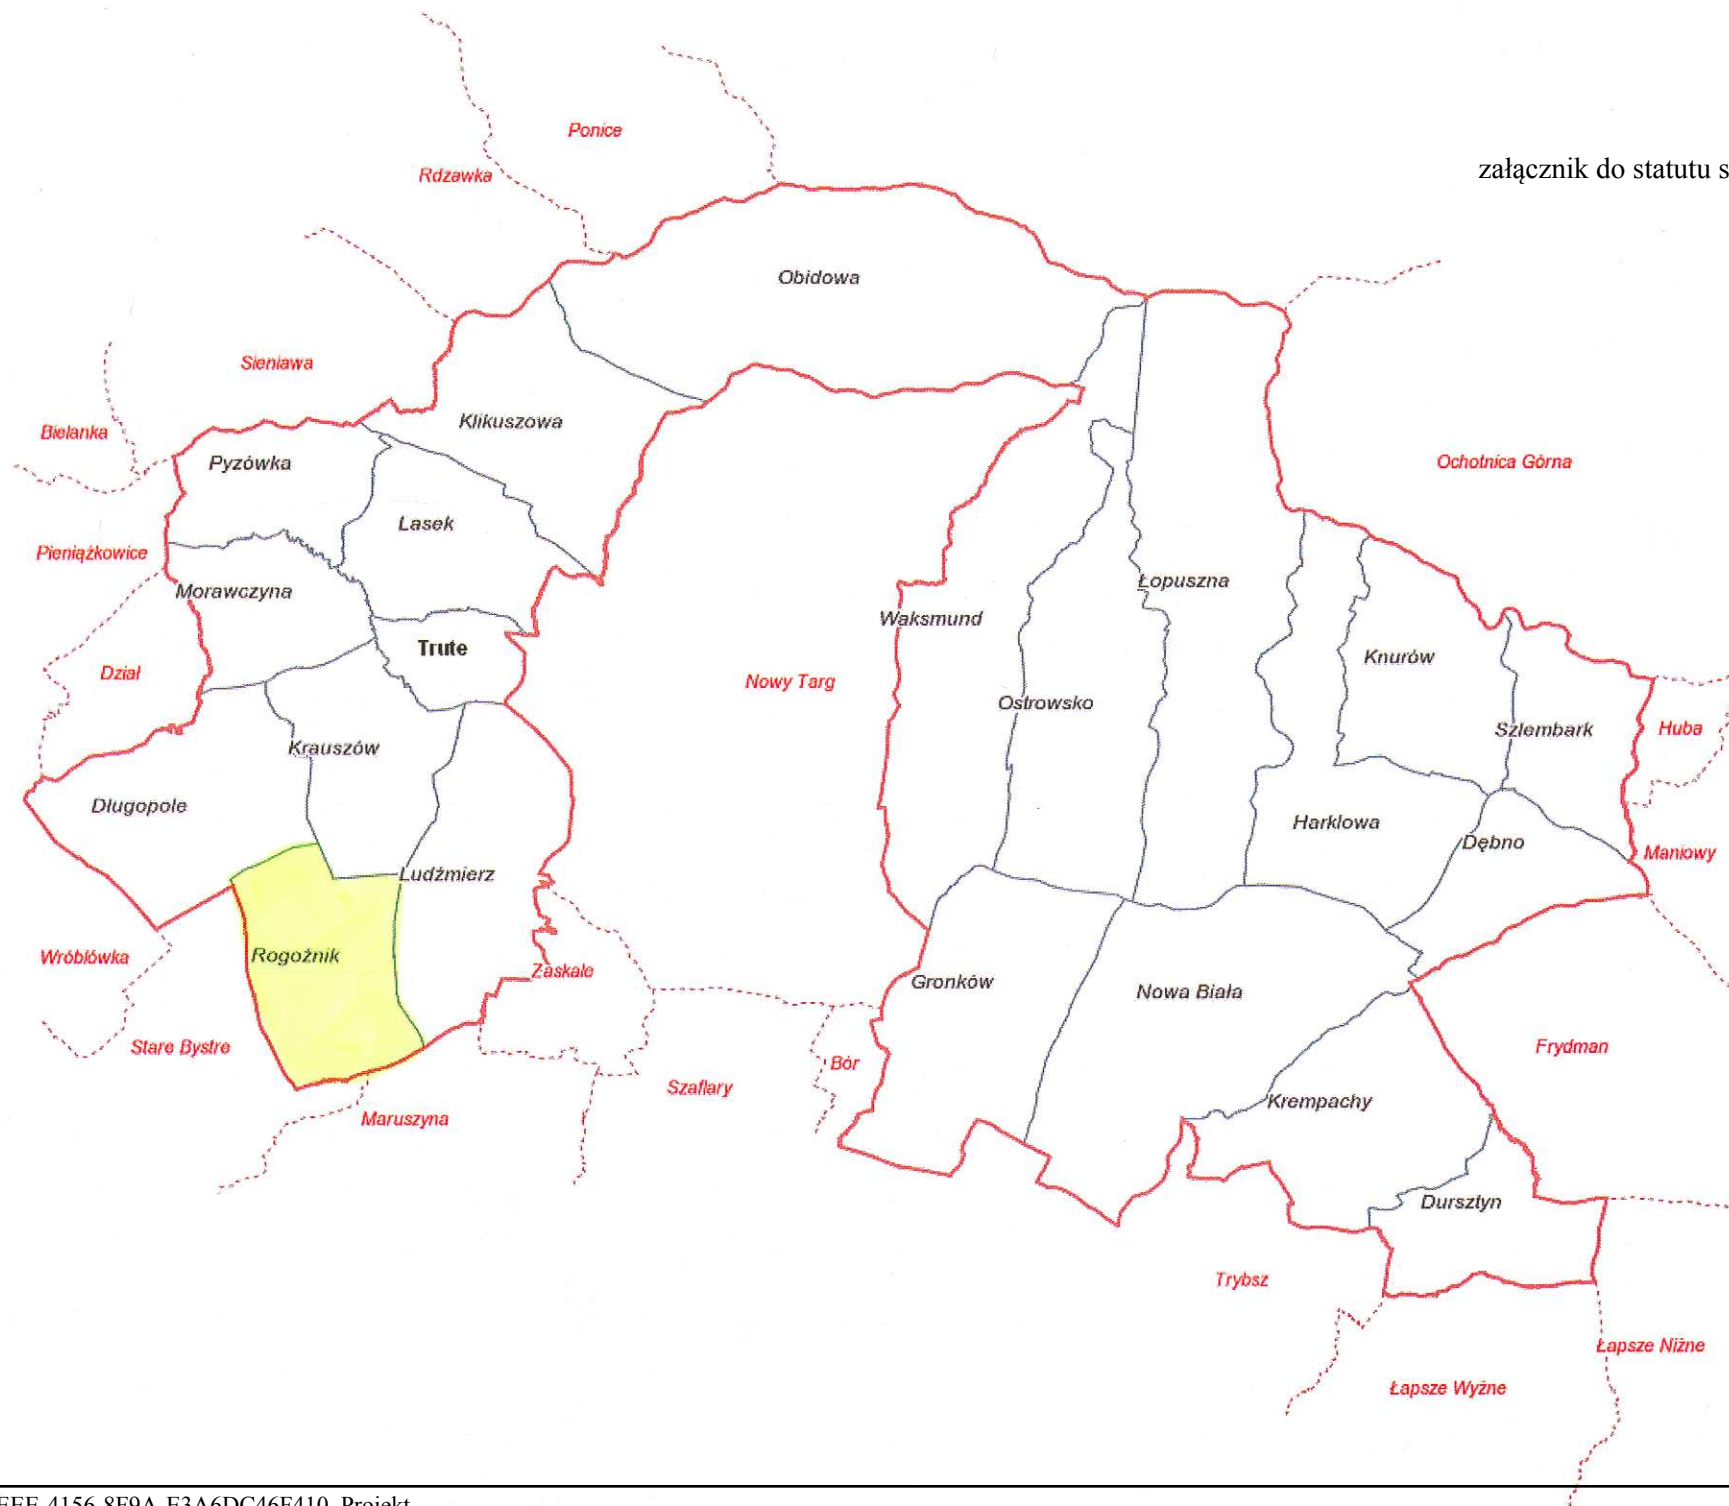 Ponice
załącznik do statutu s
Rdzawka
Obidowa
Sieniawa
Klikuszowa
Bielanka
Pyzówka
Ochotnica Górna
Lasek
Pieniążkowice
Łopuszna
Morawczyna
Waksmund
Trute
Knurów
Dział
Nowy Targ
Ostrowsko
Szlembark
Huba
Krauszów
Długopole
Harklowa
Dębno
Maniowy
Ludźmierz
Rogoźnik
Wróblówka
Zaskale
Gronków
Nowa Biała
Stare Bystre
Frydman
Bór
Szaflary
Krempachy
Maruszyna
Dursztyn
Trybsz
Łapsze Niżne
Łapsze Wyżne